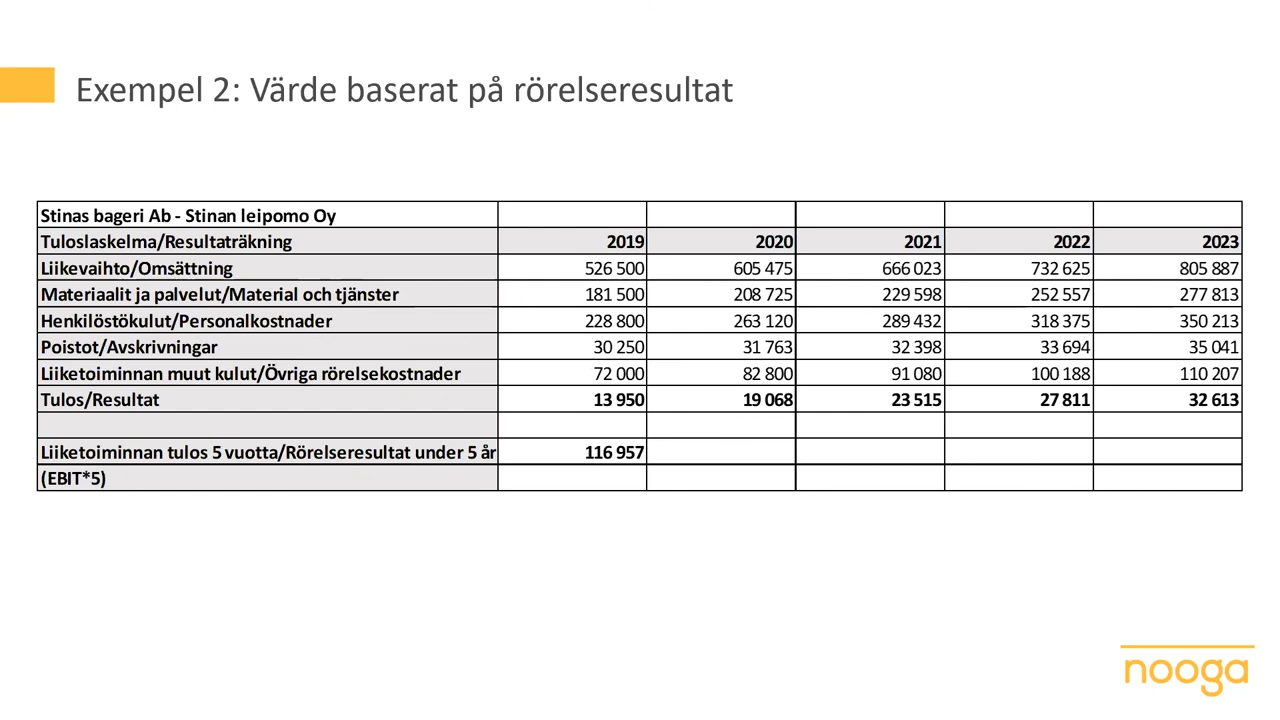 Exempel 2: Värde baserat på rörelseresultat
Stinas bageri Ab - Stinan leipomo Oy
Tuloslaskelma/Resultaträkning 2019 2020 2021 2022 2023
Liikevaihto/Omsättning 526 500 605 475 666 023 732 625 805 887
Materiaalit ja palvelut/Material och tjänster 181 500 208 725 229 598 252 557 277 813
Henkilöstökulut/Personalkostnader 228 800 263 120 289 432 318 375 350 213
Poistot/Avskrivningar 30 250 31 763 32 398 33 694 35 041
Liiketoiminnan muut kulut/Övriga rörelsekostnader 72 000 82 800 91 080 100 188 110 207
Tulos/Resultat 13 950 19 068 23 515 27 811 32 613
Liiketoiminnan tulos 5 vuotta/Rörelseresultat under 5 år 116 957
(EBIT*5)
nooga